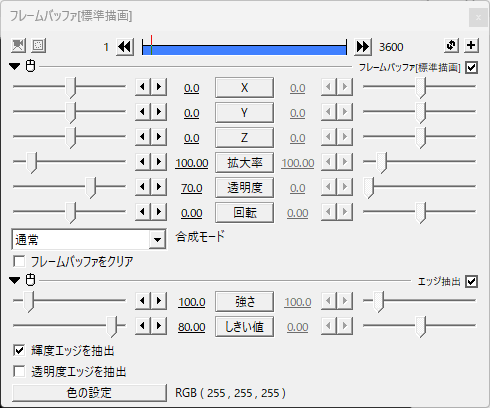 フレームバッファ[標準描画]
1 3600
フレームバッファ[標準描画]
0.0 X 0.0
0.0 Y 0.0
0.0 Z 0.0
100.00 拡大率 100.00
70.0 透明度 0.0
0.00 回転 0.00
通常 合成モード
フレームバッファをクリア
エッジ抽出
100.0 強さ 100.0
80.00 しきい値 0.00
輝度エッジを抽出
透明度エッジを抽出
色の設定 RGB ( 255 , 255 , 255 )